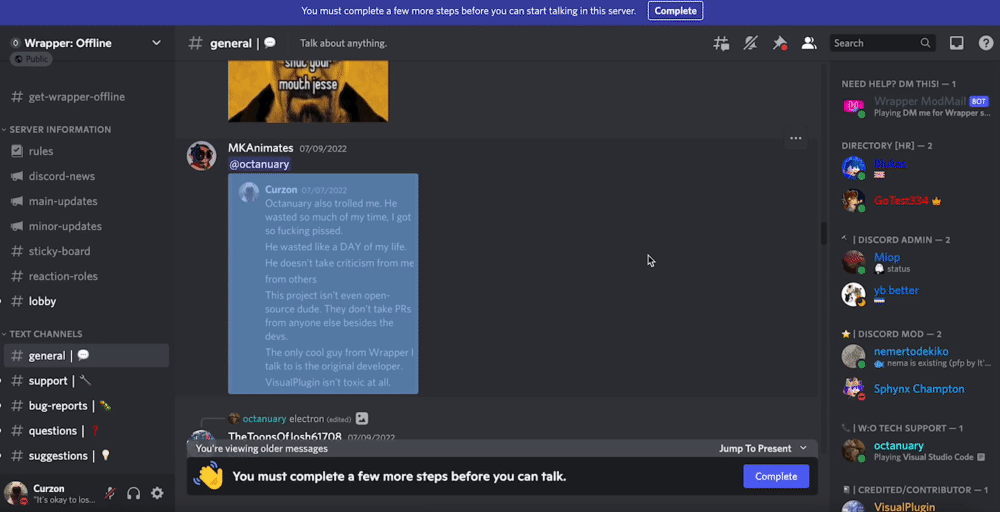 You must complete a few more steps before you can start talking in this server.
Complete
Wrapper: Offline
Public
get-wrapper-offline
SERVER INFORMATION
rules
discord-news
main-updates
minor-updates
sticky-board
reaction-roles
lobby
TEXT CHANNELS
general |
support |
bug-reports |
questions |
suggestions |
Curzon
"It's okay to los...
general |
Talk about anything.
Search
shut your
mouth jesse
MKAnimates 07/09/2022
@octanuary
Curzon 07/07/2022
Octanuary also trolled me. He
wasted so much of my time, I got
so fucking pissed.
He wasted like a DAY of my life.
He doesn't take criticism from me
from others
This project isn't even open-
source dude. They don't take PRs
from anyone else besides the
devs.
The only cool guy from Wrapper I
talk to is the original developer.
VisualPlugin isn't toxic at all.
octanuary electron (edited)
TheToonsOfJosh61708 07/09/2022
You're viewing older messages
Jump To Present
You must complete a few more steps before you can talk.
Complete
NEED HELP? DM THIS! — 1
Wrapper ModMail BOT
Playing DM me for Wrapper s...
DIRECTORY [HR] — 2
GoTest334
| DISCORD ADMIN — 2
Miop
status
yb better
| DISCORD MOD — 2
nemertodekiko
nema is existing (pfp by It'...
Sphynx Champton
| W:O TECH SUPPORT — 1
octanuary
Playing Visual Studio Code
| CREDITED/CONTRIBUTOR — 1
VisualPlugin